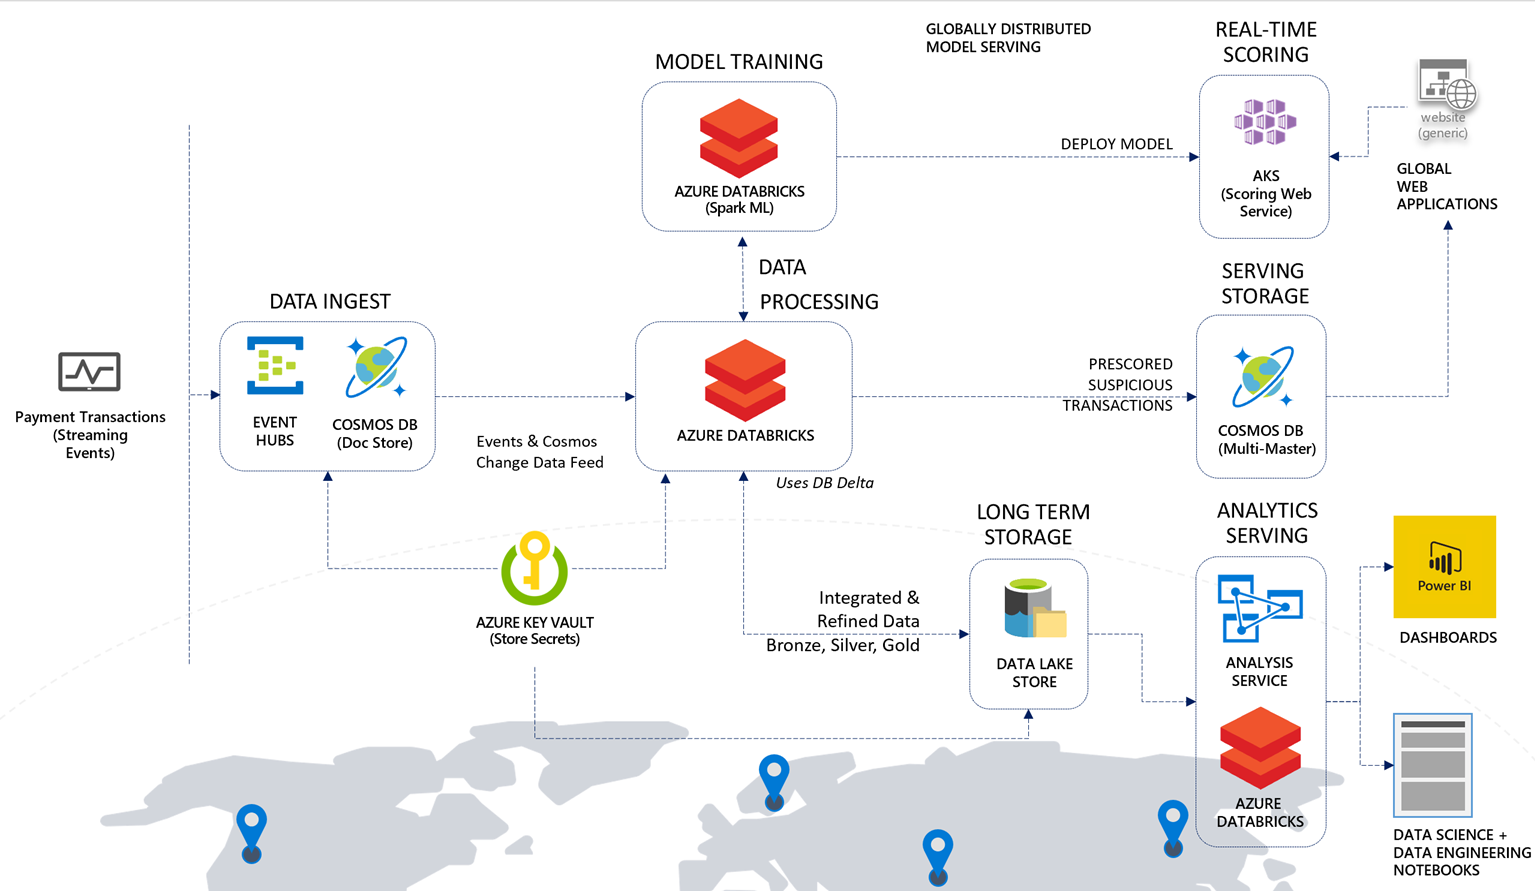 GLOBALLY DISTRIBUTED
MODEL SERVING
REAL-TIME
SCORING
MODEL TRAINING
AZURE DATABRICKS
(Spark ML)
DEPLOY MODEL
AKS
(Scoring Web
Service)
website
(generic)
GLOBAL
WEB
APPLICATIONS
DATA
PROCESSING
DATA INGEST
SERVING
STORAGE
Payment Transactions
(Streaming
Events)
EVENT
HUBS
COSMOS DB
(Doc Store)
Events & Cosmos
Change Data Feed
AZURE DATABRICKS
Uses DB Delta
PRESCORED
SUSPICIOUS
TRANSACTIONS
COSMOS DB
(Multi-Master)
AZURE KEY VAULT
(Store Secrets)
LONG TERM
STORAGE
Integrated &
Refined Data
Bronze, Silver, Gold
DATA LAKE
STORE
ANALYTICS
SERVING
ANALYSIS
SERVICE
AZURE
DATABRICKS
Power BI
DASHBOARDS
DATA SCIENCE +
DATA ENGINEERING
NOTEBOOKS